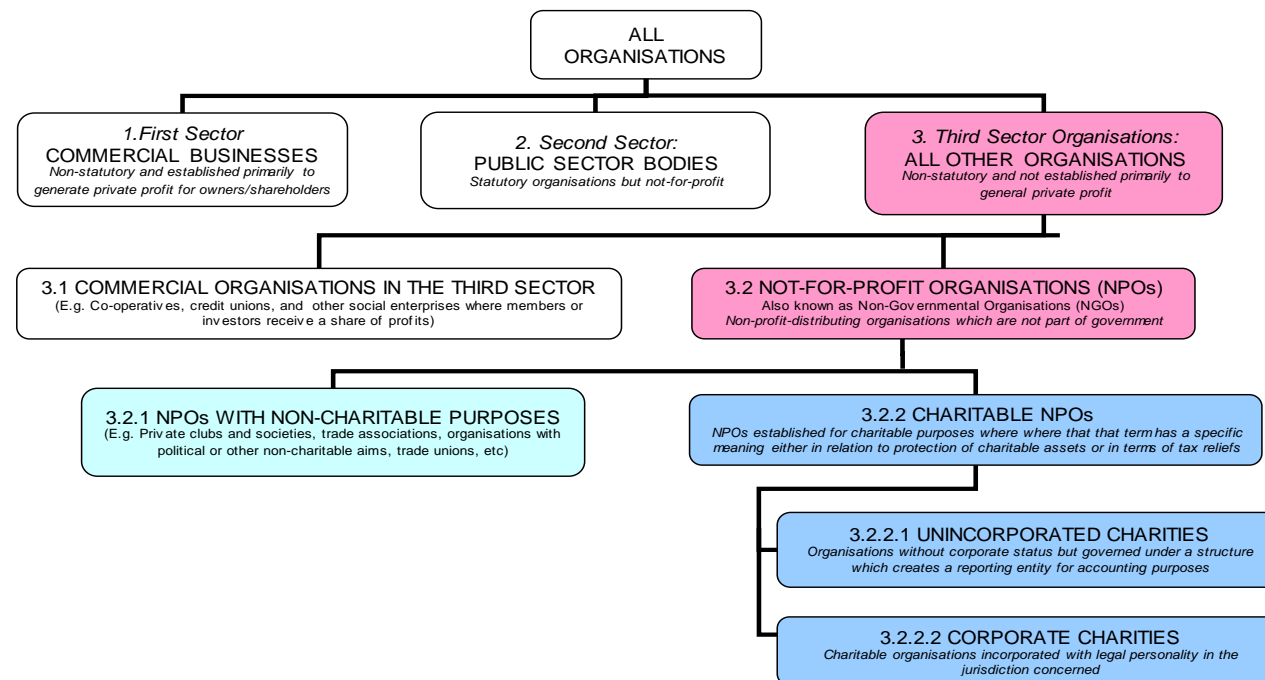 ALL
ORGANISATIONS
1.First Sector
COMMERCIAL BUSINESSES
Non-statutory and established primarily to
generate private profit for owners/shareholders
2. Second Sector:
PUBLIC SECTOR BODIES
Statutory organisations but not-for-profit
3. Third Sector Organisations:
ALL OTHER ORGANISATIONS
Non-statutory and not established primarily to
general private profit
3.1 COMMERCIAL ORGANISATIONS IN THE THIRD SECTOR
(E.g. Co-operatives, credit unions, and other social enterprises where members or
investors receive a share of profits)
3.2 NOT-FOR-PROFIT ORGANISATIONS (NPOs)
Also known as Non-Governmental Organisations (NGOs)
Non-profit-distributing organisations which are not part of government
3.2.1 NPOs WITH NON-CHARITABLE PURPOSES
(E.g. Private clubs and societies, trade associations, organisations with
political or other non-charitable aims, trade unions, etc)
3.2.2 CHARITABLE NPOs
NPOs established for charitable purposes where where that that term has a specific
meaning either in relation to protection of charitable assets or in terms of tax reliefs
3.2.2.1 UNINCORPORATED CHARITIES
Organisations without corporate status but governed under a structure
which creates a reporting entity for accounting purposes
3.2.2.2 CORPORATE CHARITIES
Charitable organisations incorporated with legal personality in the
jurisdiction concerned